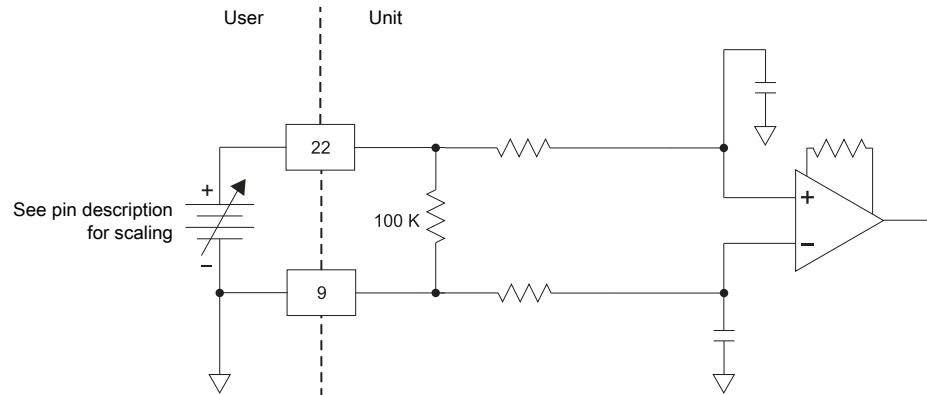 User
Unit
22
+
See pin description
for scaling
100 K
+
–
–
9